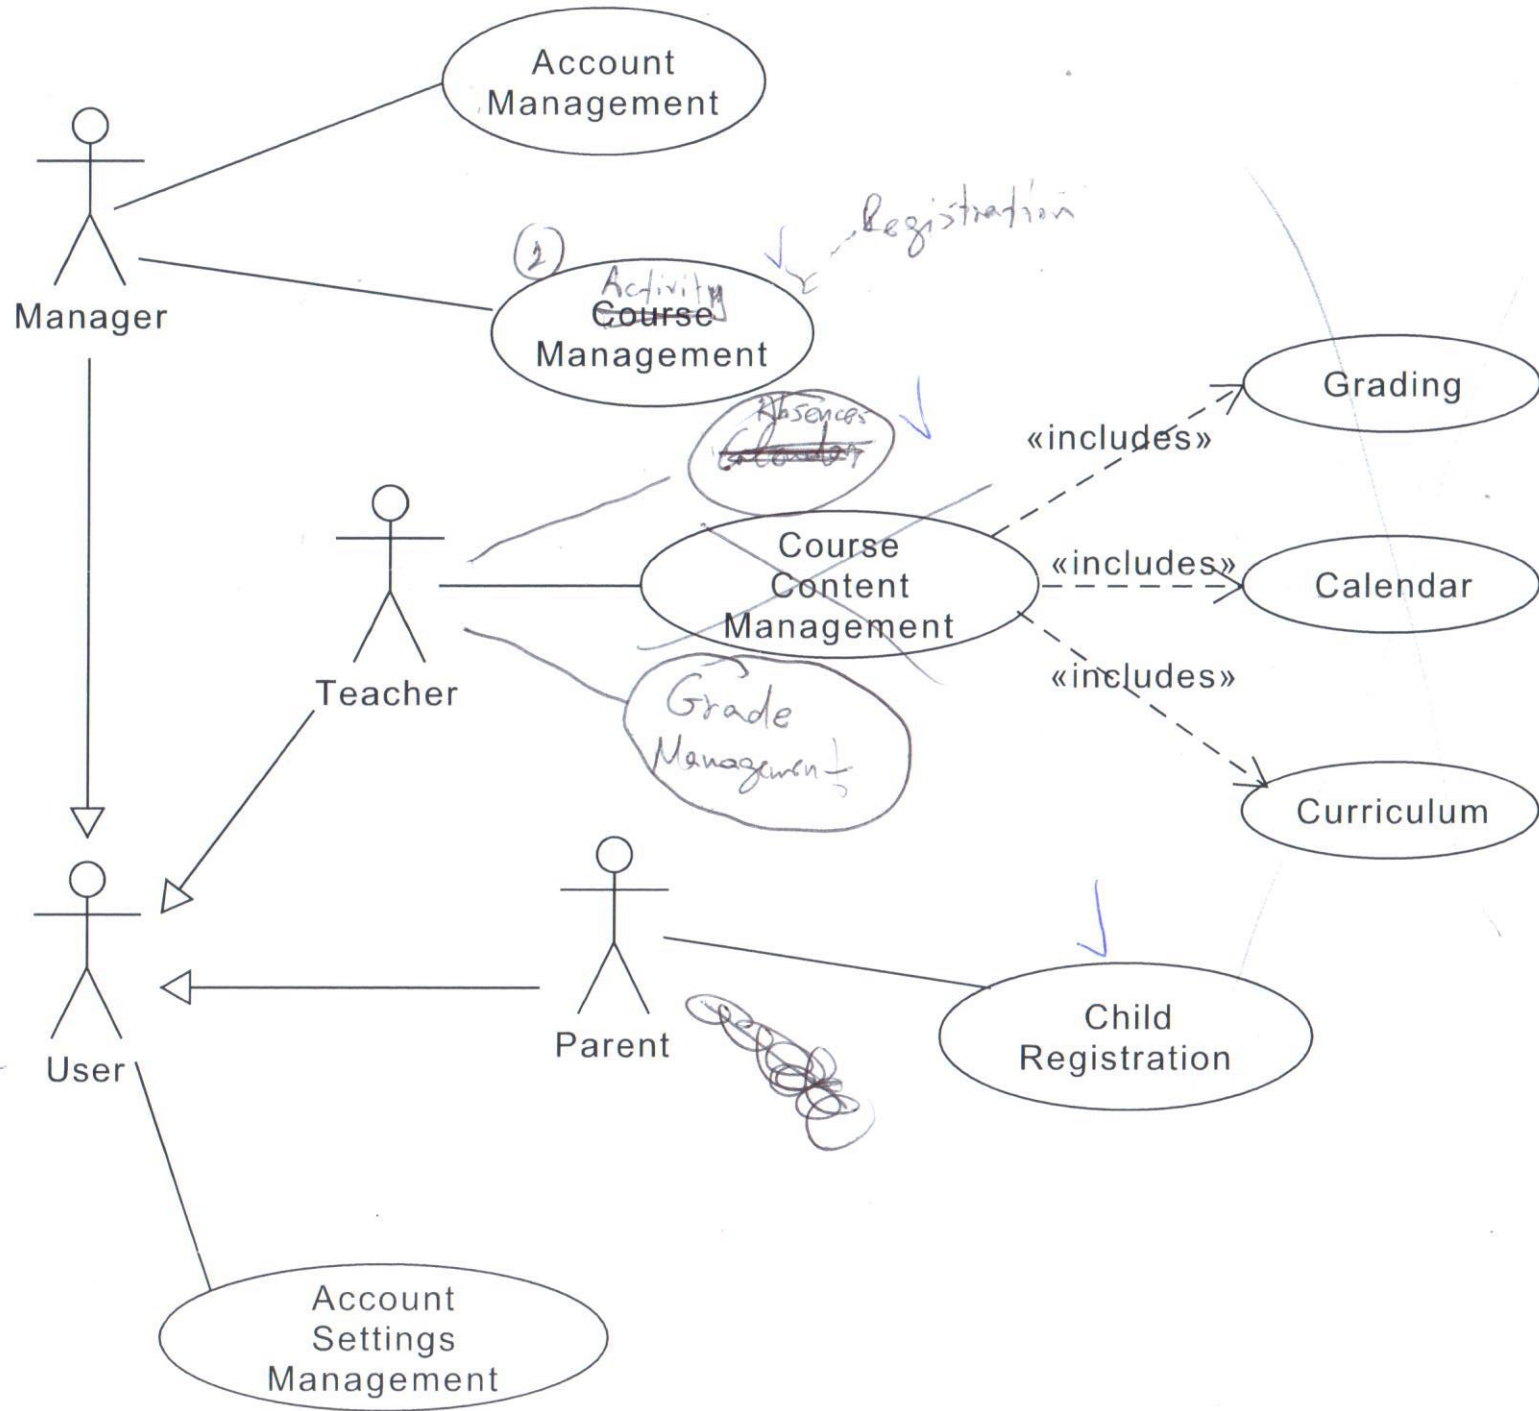 Account
Management
Registration
2
Activity
Course
Management
Manager
Absences
Grading
«includes»
Course
Content
Management
«includes»
Calendar
Teacher
«includes»
Grade
Management
Curriculum
Child
Registration
Parent
User
Account
Settings
Management